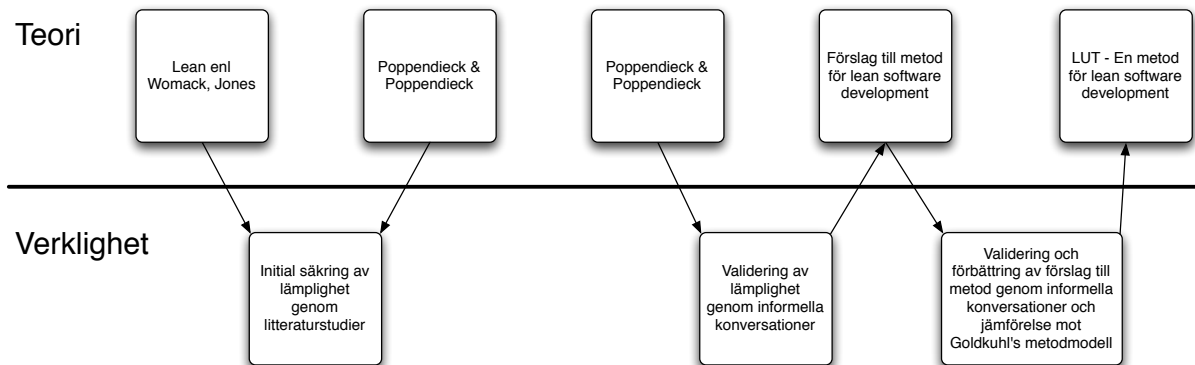 Teori
Lean enl
Womack, Jones
Poppendieck &
Poppendieck
Poppendieck &
Poppendieck
Förslag till metod
för lean software
development
LUT - En metod
för lean software
development
Verklighet
Initial säkring av
lämplighet
genom
litteraturstudier
Validering av
lämplighet
genom informella
konversationer
Validering och
förbättring av förslag till
metod genom informella
konversationer och
jämförelse mot
Goldkuhl's metodmodell